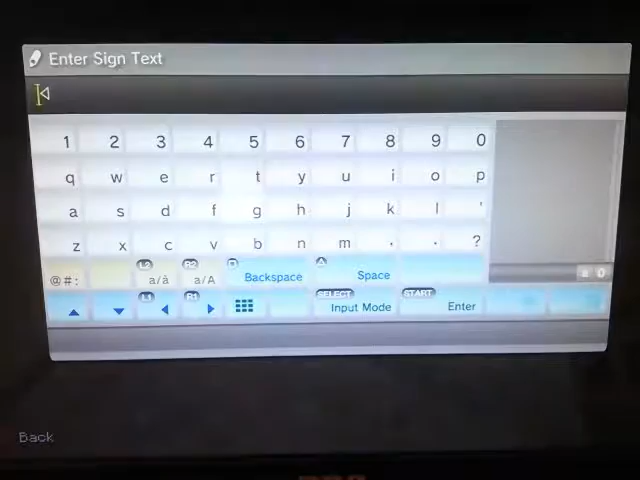 Enter Sign Text
1 2 3 4 5 6 7 8 9 0
q w e r t y u i o p
a s d f g h j k l '
z x c v b n m , . ?
@#: L2 a/à R2 a/A Backspace Space
L1 R1 SELECT Input Mode START Enter
Back